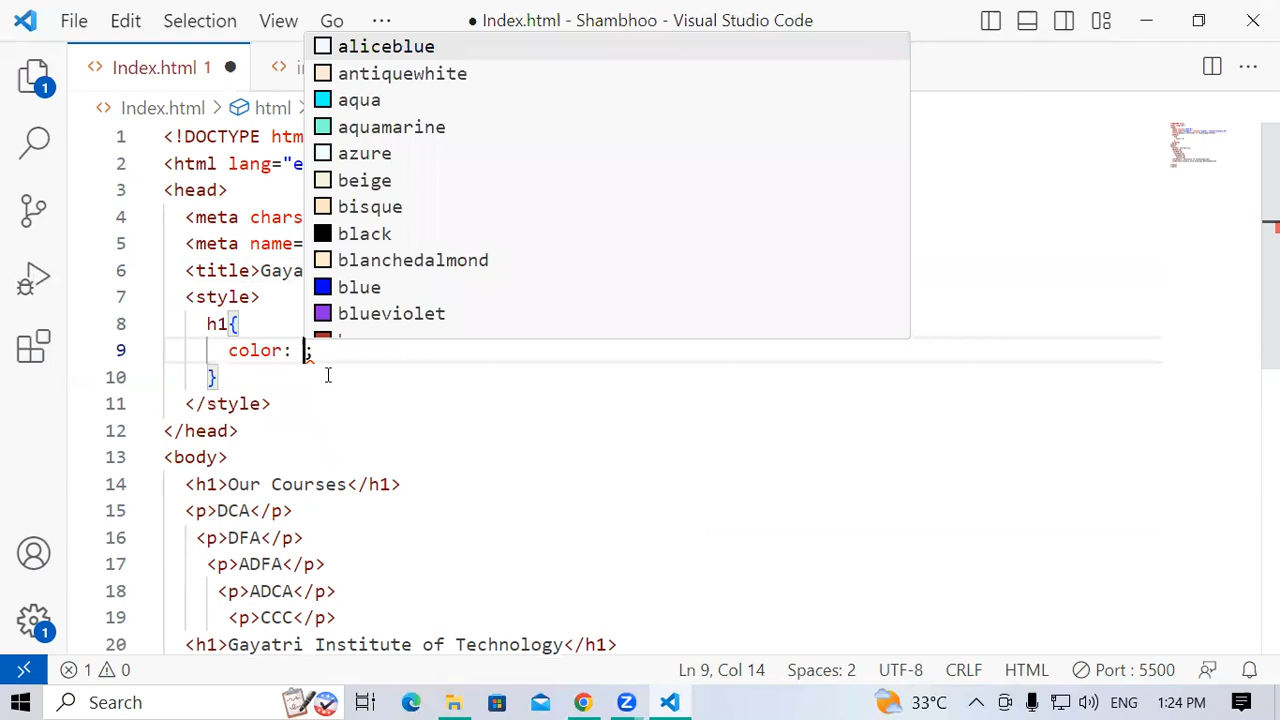 File Edit Selection View Go ··· ● Index.html - Shambhoo - Visual Studio Code
Index.html 1 ●
Index.html > html >
aliceblue
antiquewhite
aqua
aquamarine
azure
beige
bisque
black
blanchedalmond
blue
blueviolet
1 <!DOCTYPE htm
2 <html lang="e
3 <head>
4 <meta chars
5 <meta name=
6 <title>Gaya
7 <style>
8 h1{
9 color: ;
10 }
11 </style>
12 </head>
13 <body>
14 <h1>Our Courses</h1>
15 <p>DCA</p>
16 <p>DFA</p>
17 <p>ADFA</p>
18 <p>ADCA</p>
19 <p>CCC</p>
20 <h1>Gayatri Institute of Technology</h1>
1
1
1 0 Ln 9, Col 14 Spaces: 2 UTF-8 CRLF HTML Port : 5500
Search 33°C ENG 1:24 PM